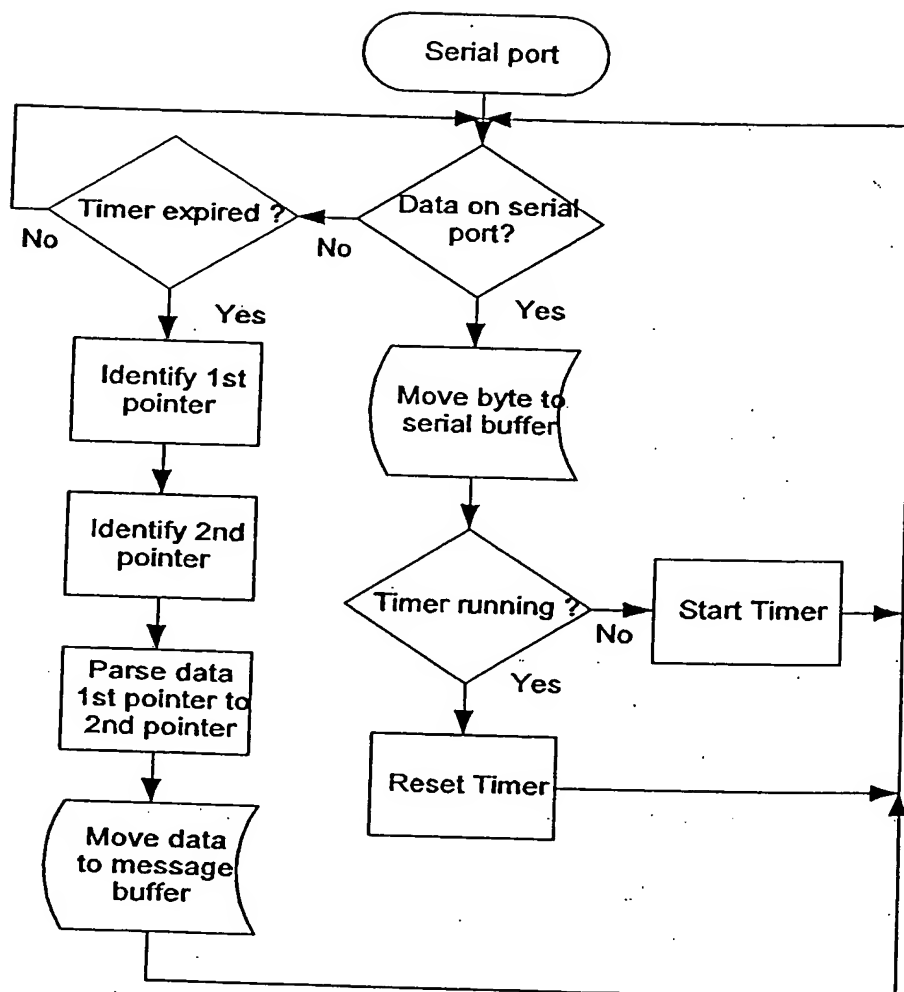 Serial port
Timer expired ?
No
Data on serial
port?
No
Yes
Yes
Identify 1st
pointer
Move byte to
serial buffer
Identify 2nd
pointer
Timer running ?
No
Start Timer
Yes
Parse data
1st pointer to
2nd pointer
Reset Timer
Move data
to message
buffer